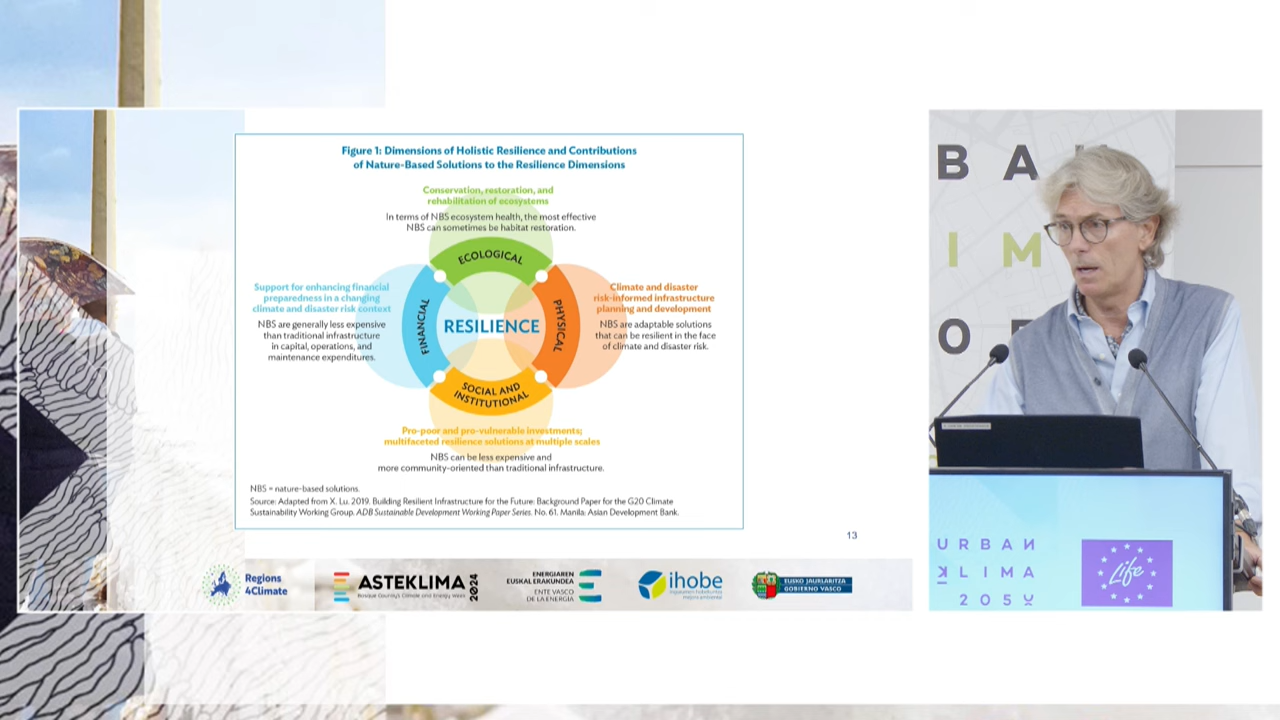 Figure 1: Dimensions of Holistic Resilience and Contributions
of Nature-Based Solutions to the Resilience Dimensions
Conservation, restoration, and
rehabilitation of ecosystems
In terms of NBS ecosystem health, the most effective
NBS can sometimes be habitat restoration.
ECOLOGICAL
Support for enhancing financial
preparedness in a changing
climate and disaster risk context
NBS are generally less expensive
than traditional infrastructure
in capital, operations, and
maintenance expenditures.
FINANCIAL
RESILIENCE
PHYSICAL
Climate and disaster
risk-informed infrastructure
planning and development
NBS are adaptable solutions
that can be resilient in the face
of climate and disaster risk.
SOCIAL AND
INSTITUTIONAL
Pro-poor and pro-vulnerable investments;
multifaceted resilience solutions at multiple scales
NBS can be less expensive and
more community-oriented than traditional infrastructure.
NBS = nature-based solutions.
Source: Adapted from X. Lu. 2019. Building Resilient Infrastructure for the Future: Background Paper for the G20 Climate
Sustainability Working Group. ADB Sustainable Development Working Paper Series. No. 61. Manila: Asian Development Bank.
13
Regions
4Climate
ASTEKLIMA 2024
Basque Country's Climate and Energy Week
ENERGIAREN
EUSKAL ERAKUNDEA
ENTE VASCO
DE LA ENERGIA
ihobe
EUSKO JAURLARITZA
GOBIERNO VASCO
B A
I M
O
URBAN
KLIMA
2050
Life